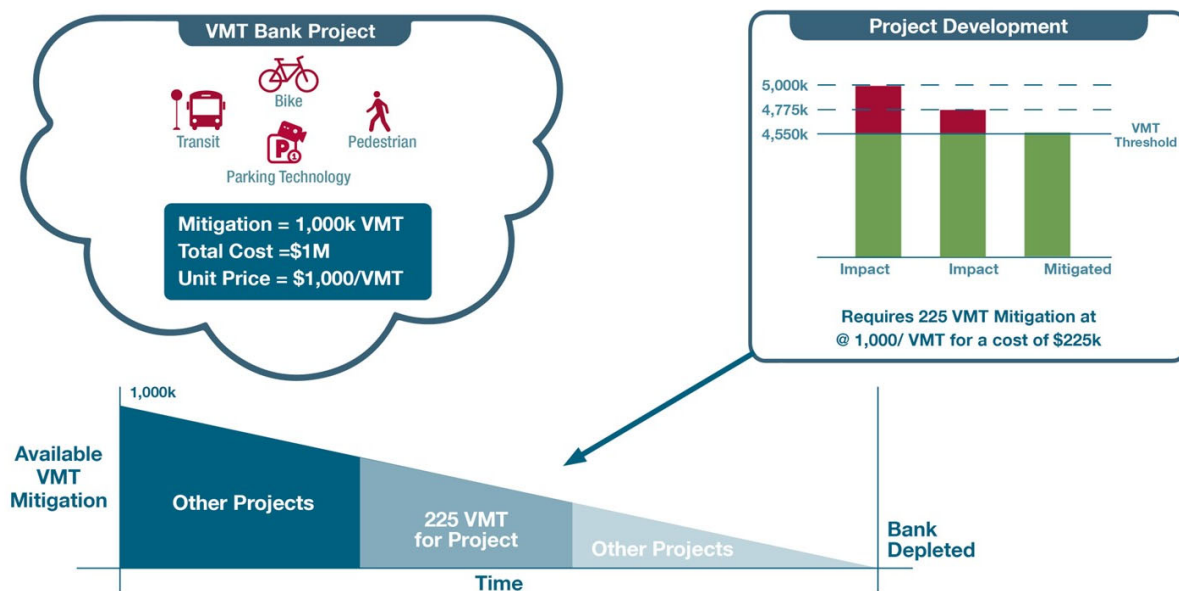 VMT Bank Project
Bike
Transit
Pedestrian
P
1
Parking Technology
Mitigation = 1,000k VMT
Total Cost =$1M
Unit Price = $1,000/VMT
Project Development
5,000k
4,775k
4,550k
VMT
Threshold
Impact
Impact
Mitigated
Requires 225 VMT Mitigation at
@ 1,000/ VMT for a cost of $225k
1,000k
Available
VMT
Mitigation
Other Projects
225 VMT
for Project
Other Projects
Bank
Depleted
Time